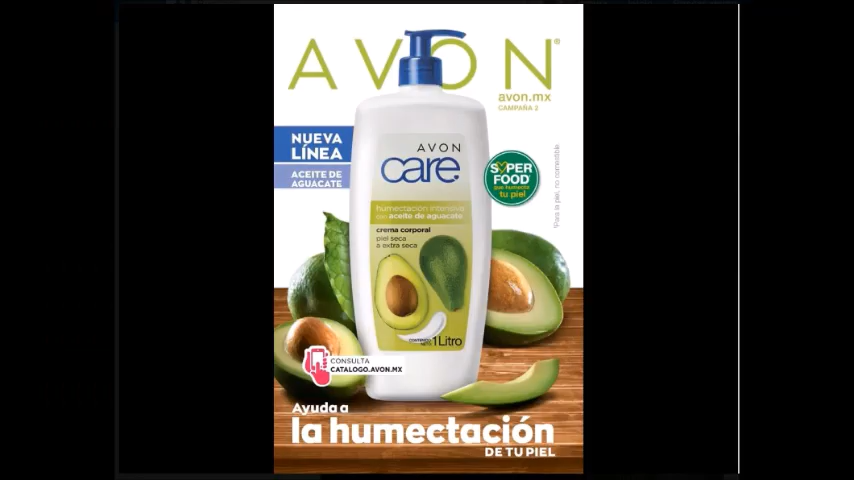 AVON®
avon.mx
CAMPAÑA 2
NUEVA
LÍNEA
ACEITE DE
AGUACATE
AVON
care.
humectación intensiva
con aceite de aguacate
crema corporal
piel seca
a extra seca
CONTENIDO
NETO 1 Litro
SUPER
FOOD*
que humecta
tu piel
*Para la piel, no comestible
CONSULTA
CATALOGO.AVON.MX
Ayuda a
la humectación
DE TU PIEL